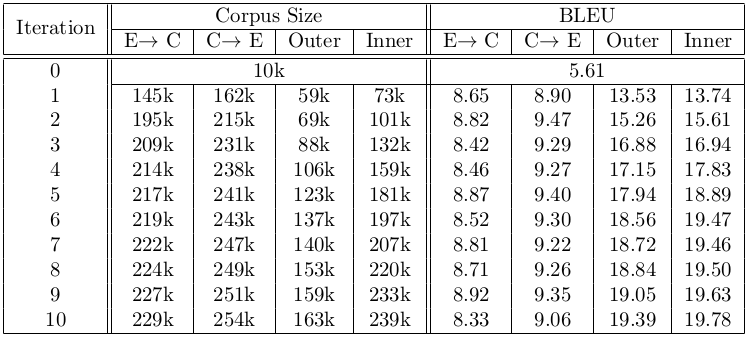 Iteration Corpus Size BLEU
E→ C C→ E Outer Inner E→ C C→ E Outer Inner
0 10k 5.61
1 145k 162k 59k 73k 8.65 8.90 13.53 13.74
2 195k 215k 69k 101k 8.82 9.47 15.26 15.61
3 209k 231k 88k 132k 8.42 9.29 16.88 16.94
4 214k 238k 106k 159k 8.46 9.27 17.15 17.83
5 217k 241k 123k 181k 8.87 9.40 17.94 18.89
6 219k 243k 137k 197k 8.52 9.30 18.56 19.47
7 222k 247k 140k 207k 8.81 9.22 18.72 19.46
8 224k 249k 153k 220k 8.71 9.26 18.84 19.50
9 227k 251k 159k 233k 8.92 9.35 19.05 19.63
10 229k 254k 163k 239k 8.33 9.06 19.39 19.78